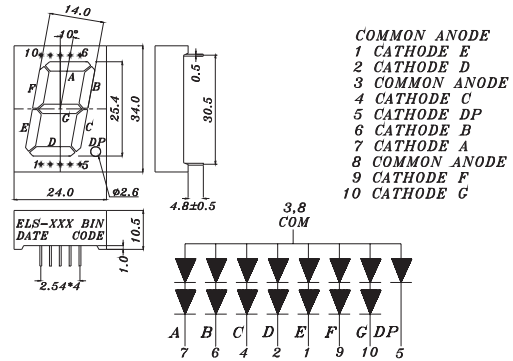 14.0
10°
10 6
A
F B
G
E C
D
DP
1 5
25.4
34.0
24.0
ø2.6
0.5
30.5
4.8±0.5
COMMON ANODE
1 CATHODE E
2 CATHODE D
3 COMMON ANODE
4 CATHODE C
5 CATHODE DP
6 CATHODE B
7 CATHODE A
8 COMMON ANODE
9 CATHODE F
10 CATHODE G
ELS-XXX BIN
DATE CODE
10.5
1.0
2.54*4
3,8
COM
A B C D E F G DP
7 6 4 2 1 9 10 5